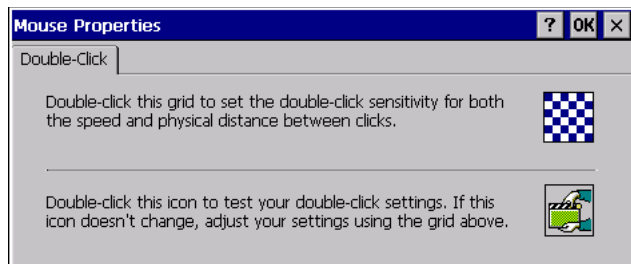 Mouse Properties ? OK ×
Double-Click
Double-click this grid to set the double-click sensitivity for both
the speed and physical distance between clicks.
Double-click this icon to test your double-click settings. If this
icon doesn't change, adjust your settings using the grid above.